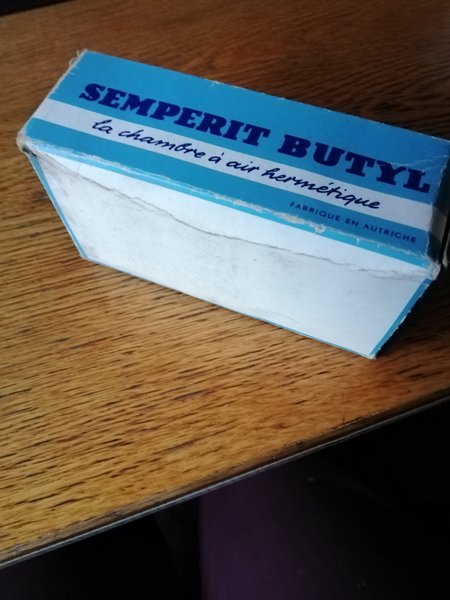 SEMPERIT BUTYL
la chambre à air hermétique
FABRIQUE EN AUTRICHE